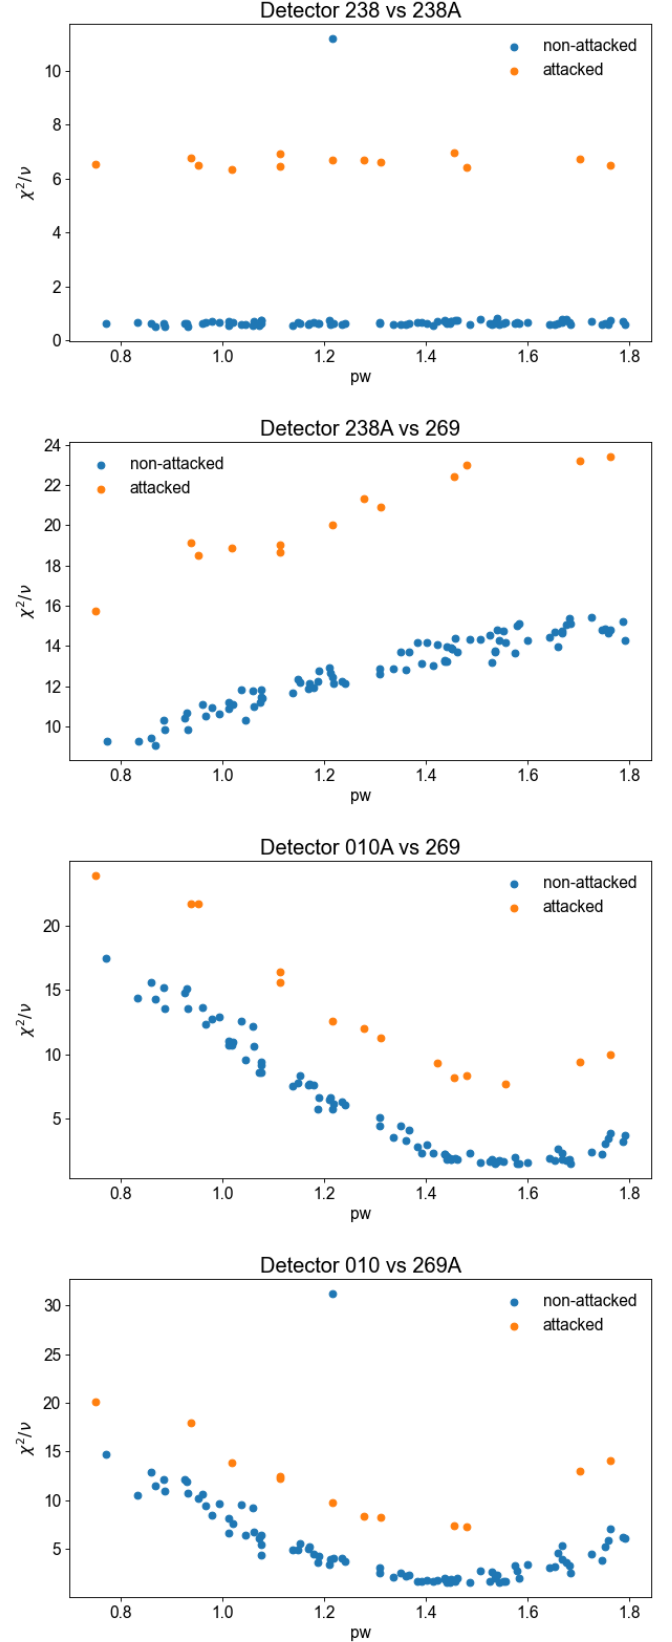 Detector 238 vs 238A
non-attacked
attacked
10
8
6
4
2
0
χ²/ν
0.8 1.0 1.2 1.4 1.6 1.8
pw
Detector 238A vs 269
non-attacked
attacked
24
22
20
18
16
14
12
10
χ²/ν
0.8 1.0 1.2 1.4 1.6 1.8
pw
Detector 010A vs 269
non-attacked
attacked
20
15
10
5
χ²/ν
0.8 1.0 1.2 1.4 1.6 1.8
pw
Detector 010 vs 269A
non-attacked
attacked
30
25
20
15
10
5
χ²/ν
0.8 1.0 1.2 1.4 1.6 1.8
pw